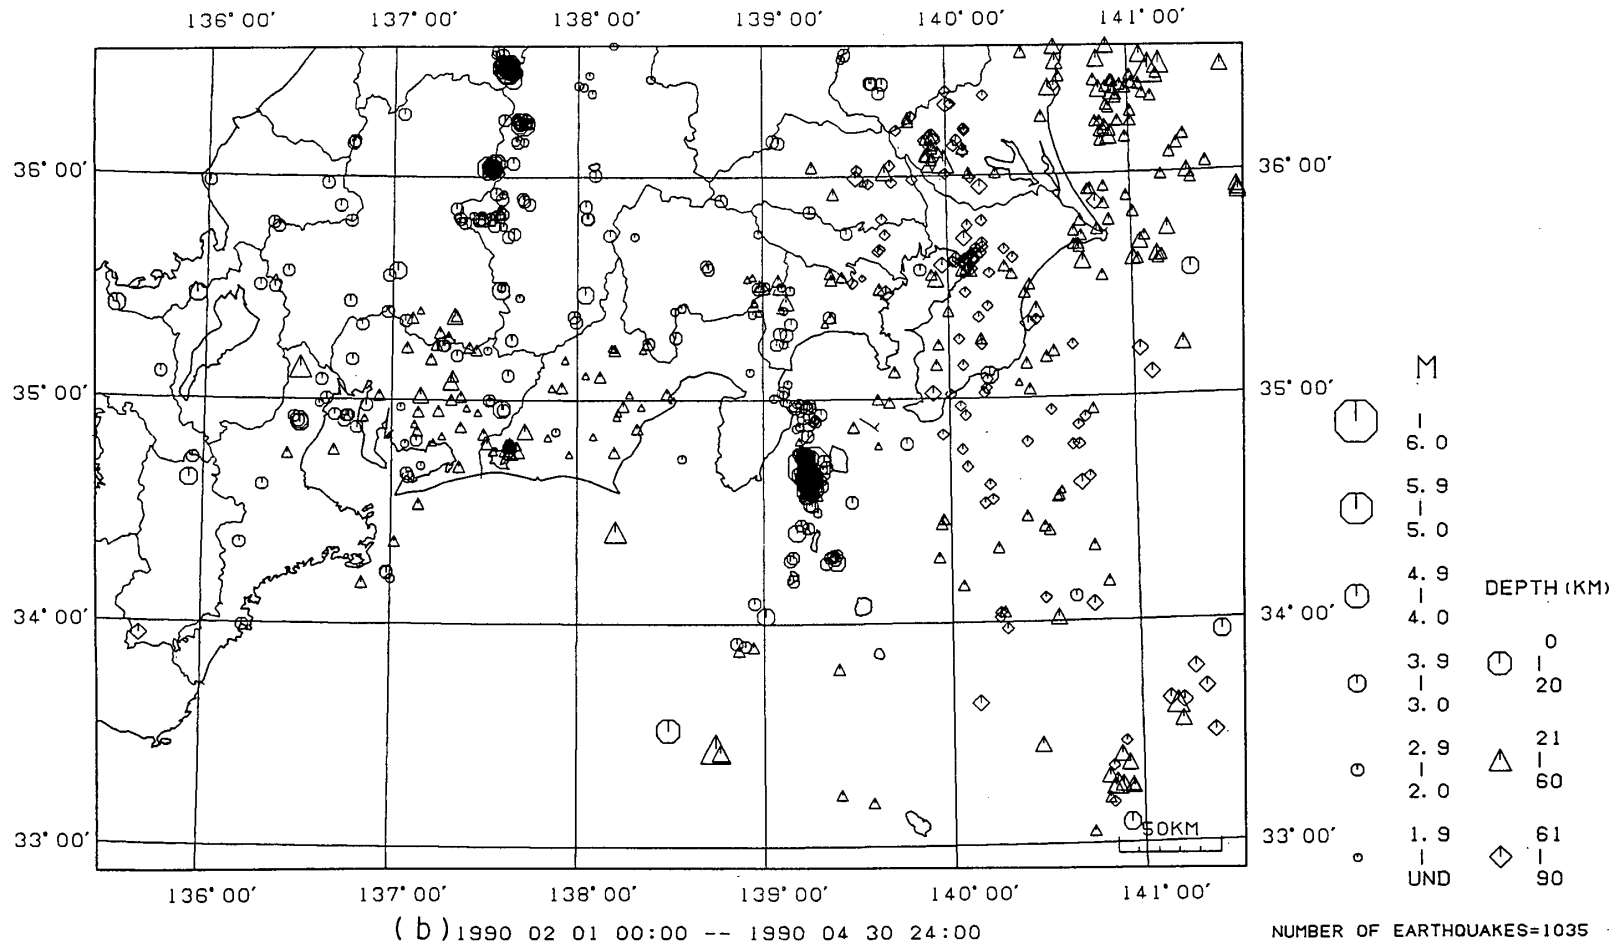 136°00' 137°00' 138°00' 139°00' 140°00' 141°00'
36°00' 36°00'
35°00' 35°00'
34°00' 34°00'
33°00' 33°00'
50KM
136°00' 137°00' 138°00' 139°00' 140°00' 141°00'
(b) 1990 02 01 00:00 -- 1990 04 30 24:00
M
I
6.0
5.9
I
5.0
4.9
I
4.0
3.9
I
3.0
2.9
I
2.0
1.9
I
UND
DEPTH (KM)
0
I
20
21
I
60
61
I
90
NUMBER OF EARTHQUAKES=1035